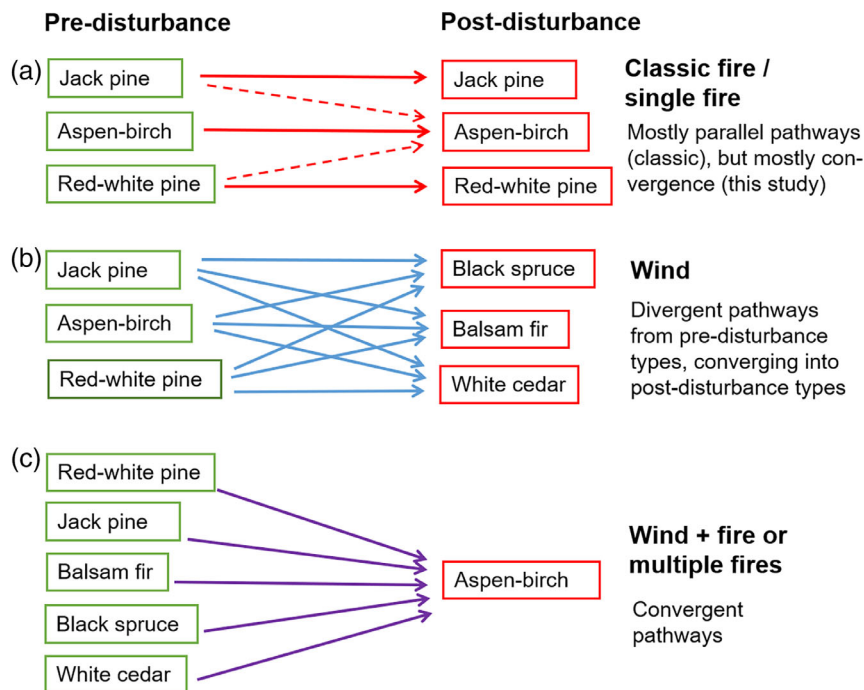 Pre-disturbance
Post-disturbance
(a)
Jack pine
Aspen-birch
Red-white pine
Jack pine
Aspen-birch
Red-white pine
Classic fire /
single fire
Mostly parallel pathways
(classic), but mostly con-
vergence (this study)
(b)
Jack pine
Aspen-birch
Red-white pine
Black spruce
Balsam fir
White cedar
Wind
Divergent pathways
from pre-disturbance
types, converging into
post-disturbance types
(c)
Red-white pine
Jack pine
Balsam fir
Black spruce
White cedar
Aspen-birch
Wind + fire or
multiple fires
Convergent
pathways